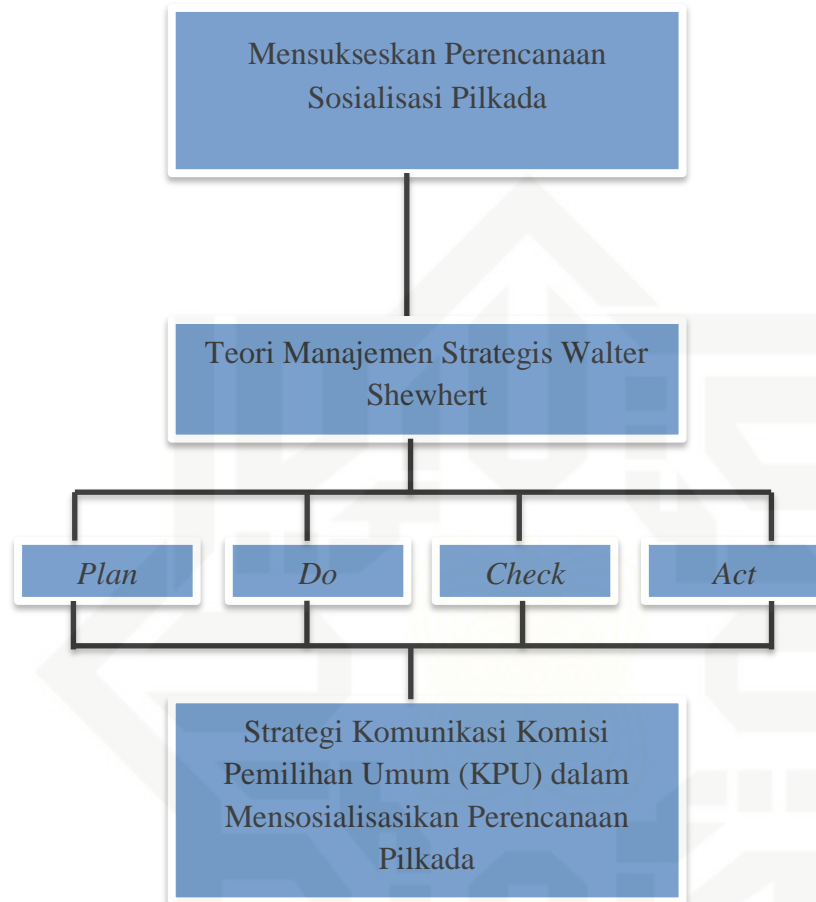 Mensukseskan Perencanaan
Sosialisasi Pilkada
Teori Manajemen Strategis Walter
Shewhert
Plan
Do
Check
Act
Strategi Komunikasi Komisi
Pemilihan Umum (KPU) dalam
Mensosialisasikan Perencanaan
Pilkada